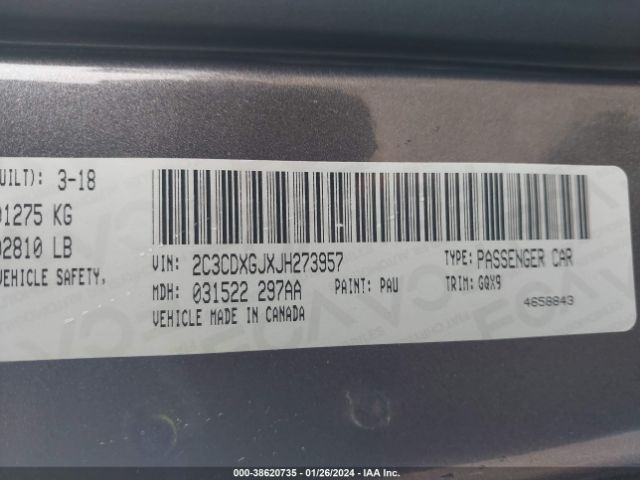 UILT): 3-18
1275 KG
2810 LB
VEHICLE SAFETY,
VIN: 2C3CDXGJXJH273957
TYPE: PASSENGER CAR
MDH: 031522 297AA
PAINT: PAU
TRIM: GQX9
VEHICLE MADE IN CANADA
4658843
000-38620735 - 01/26/2024 - IAA Inc.